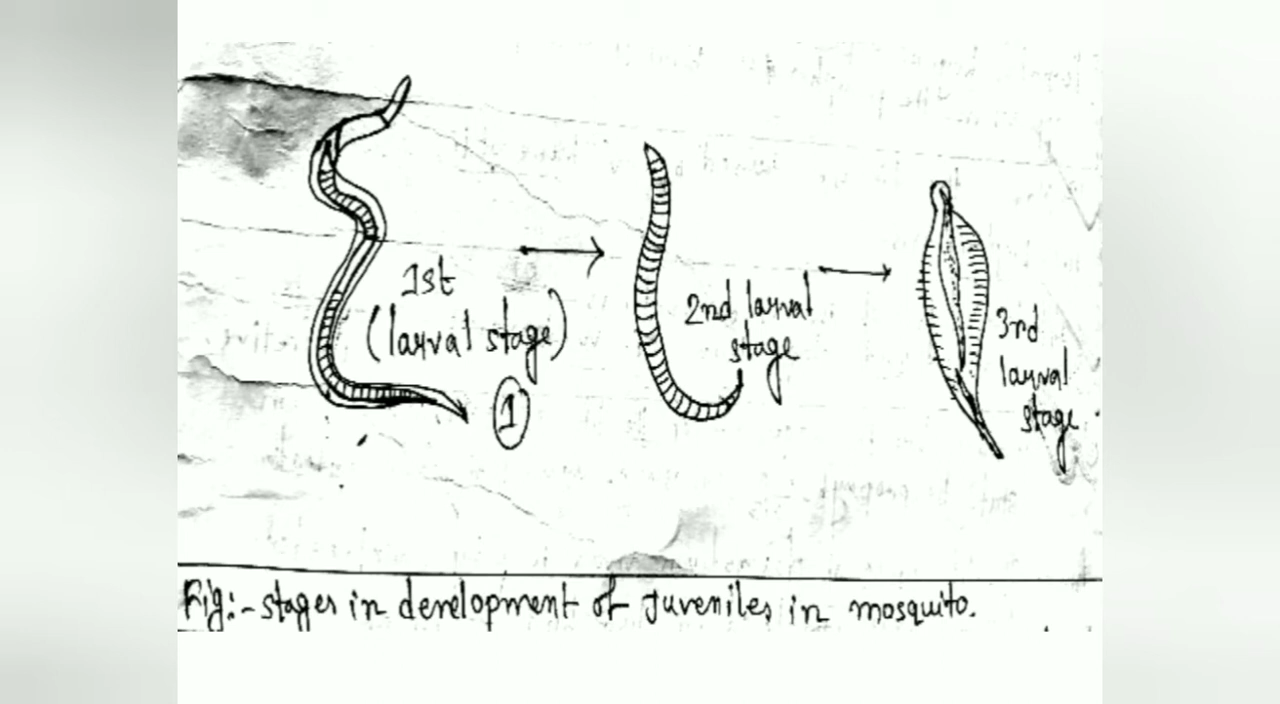 1st
(larval stage)
1
2nd larval
stage
3rd
larval
stage
Fig:- stages in development of juveniles in mosquito.